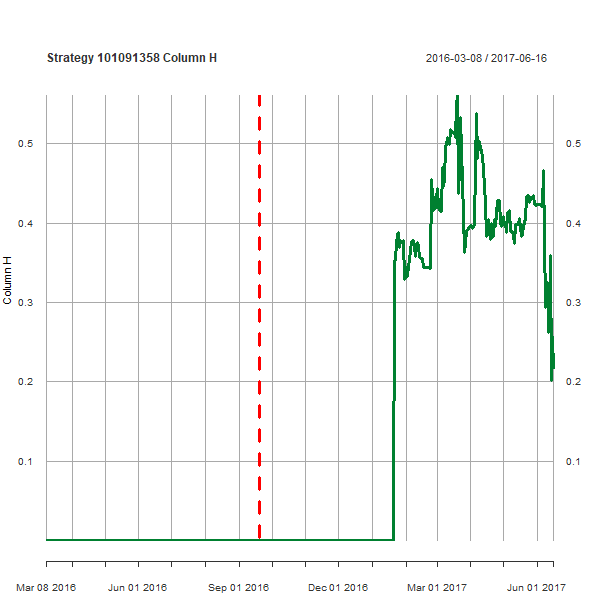 Strategy 101091358 Column H
2016-03-08 / 2017-06-16
0.5
0.5
0.4
0.4
0.3
0.3
0.2
0.2
0.1
0.1
Column H
Mar 08 2016
Jun 01 2016
Sep 01 2016
Dec 01 2016
Mar 01 2017
Jun 01 2017